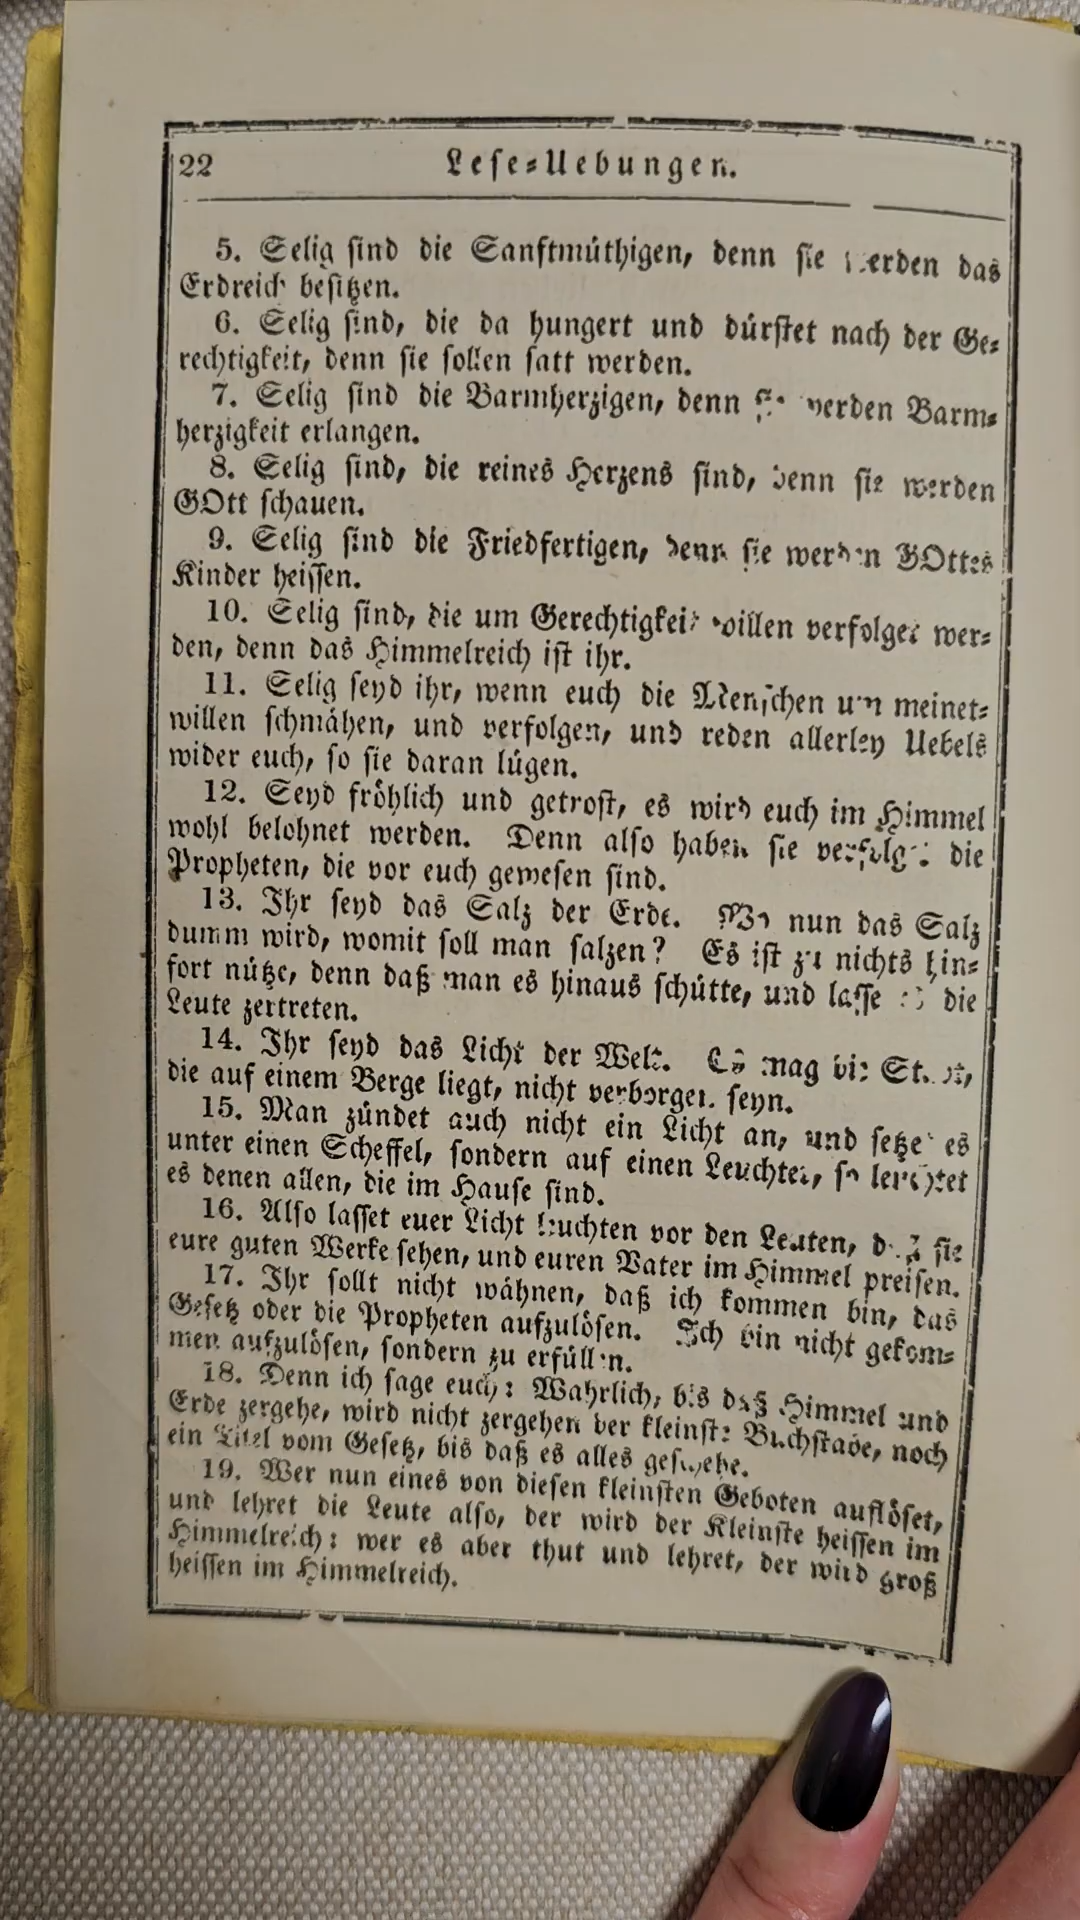 22 Lese=Uebungen.
5. Selig sind die Sanftmüthigen, denn sie werden das
Erdreich besitzen.
6. Selig sind, die da hungert und dürstet nach der Ge=
rechtigkeit, denn sie sollen satt werden.
7. Selig sind die Barmherzigen, denn sie werden Barm=
herzigkeit erlangen.
8. Selig sind, die reines Herzens sind, denn sie werden
GOtt schauen.
9. Selig sind die Friedfertigen, denn sie werden GOttes
Kinder heissen.
10. Selig sind, die um Gerechtigkeit willen verfolget wer=
den, denn das Himmelreich ist ihr.
11. Selig seyd ihr, wenn euch die Menschen um meinet=
willen schmähen, und verfolgen, und reden allerley Uebels
wider euch, so sie daran lügen.
12. Seyd fröhlich und getrost, es wird euch im Himmel
wohl belohnet werden. Denn also haben sie verfolgt die
Propheten, die vor euch gewesen sind.
13. Ihr seyd das Salz der Erde. Wo nun das Salz
dumm wird, womit soll man salzen? Es ist zu nichts hin=
fort nütze, denn daß man es hinaus schütte, und lasse es die
Leute zertreten.
14. Ihr seyd das Licht der Welt. Es mag die Stadt,
die auf einem Berge liegt, nicht verborgen seyn.
15. Man zündet auch nicht ein Licht an, und setzet es
unter einen Scheffel, sondern auf einen Leuchter, so leuchtet
es denen allen, die im Hause sind.
16. Also lasset euer Licht leuchten vor den Leuten, daß sie
eure guten Werke sehen, und euren Vater im Himmel preisen.
17. Ihr sollt nicht wähnen, daß ich kommen bin, das
Gesetz oder die Propheten aufzulösen. Ich bin nicht gekom=
men aufzulösen, sondern zu erfüllen.
18. Denn ich sage euch: Wahrlich, bis daß Himmel und
Erde zergehe, wird nicht zergehen der kleinste Buchstabe, noch
ein Titel vom Gesetz, bis daß es alles geschehe.
19. Wer nun eines von diesen kleinsten Geboten auflöset,
und lehret die Leute also, der wird der Kleinste heissen im
Himmelreich: wer es aber thut und lehret, der wird groß
heissen im Himmelreich.